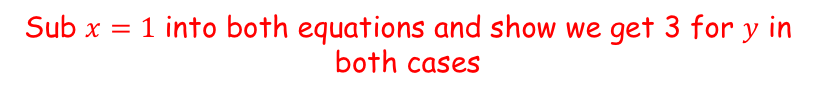 Sub x = 1 into both equations and show we get 3 for y in
both cases